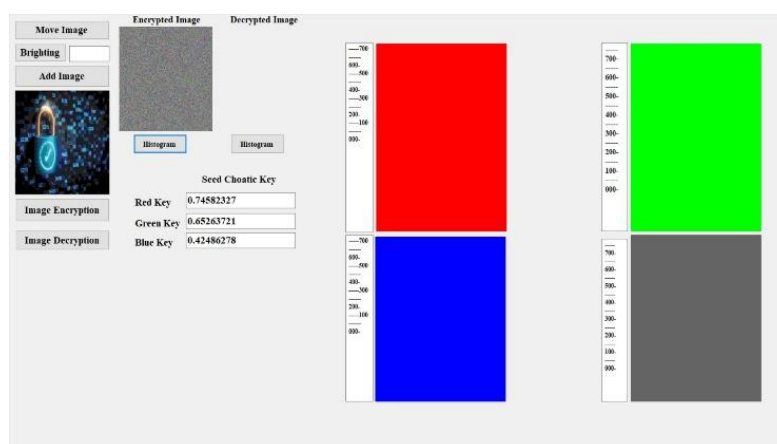 Move Image
Encrypted Image
Decrypted Image
Brighting
Add Image
Histogram
Histogram
Seed Choatic Key
Red Key 0.74582327
Green Key 0.65263721
Blue Key 0.42486278
Image Encryption
Image Decryption
700
600-
500
400-
300
200-
100
000-
700-
600-
500-
400-
300-
200-
100-
000-
700
600-
500
400-
300
200-
100
000-
700-
600-
500-
400-
300-
200-
100-
000-